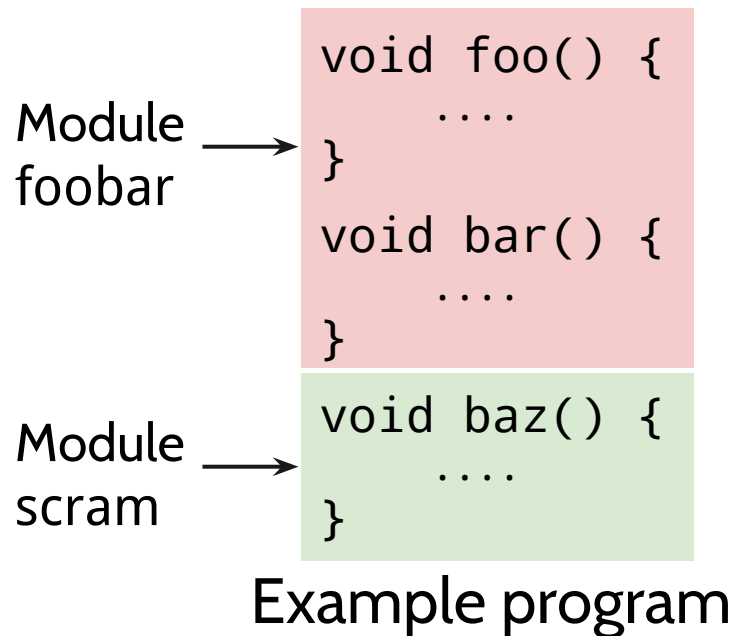 Module
foobar
void foo() {
....
}
void bar() {
....
}
Module
scram
void baz() {
....
}
Example program